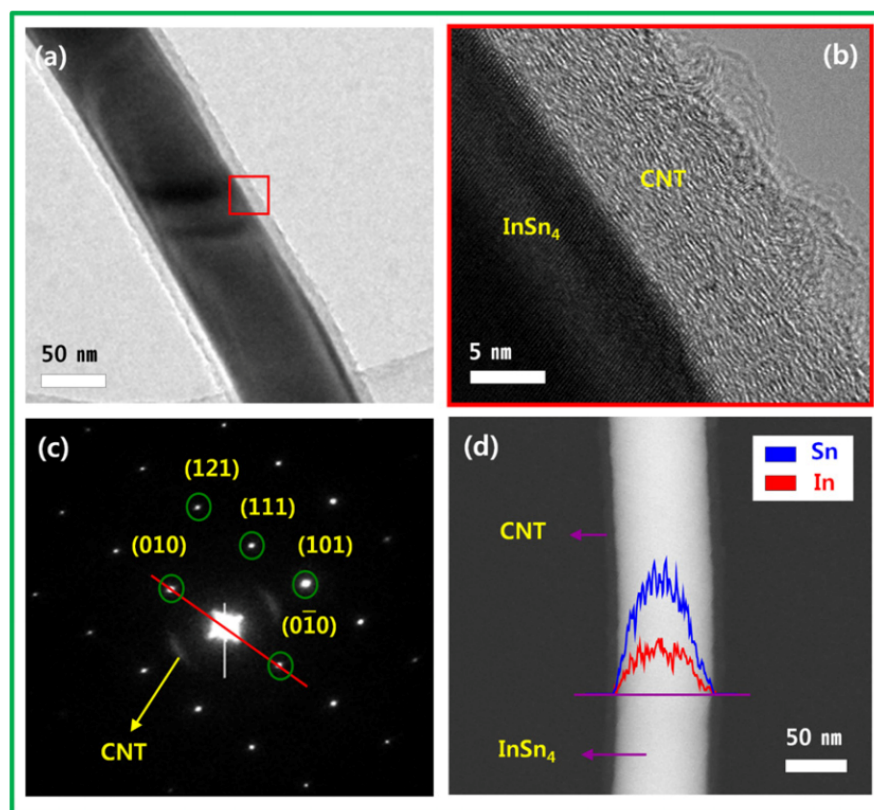 (a)
50 nm
(b)
CNT
InSn₄
5 nm
(c)
(121)
(111)
(010)
(101)
(01̄0)
CNT
(d)
Sn
In
CNT
InSn₄
50 nm